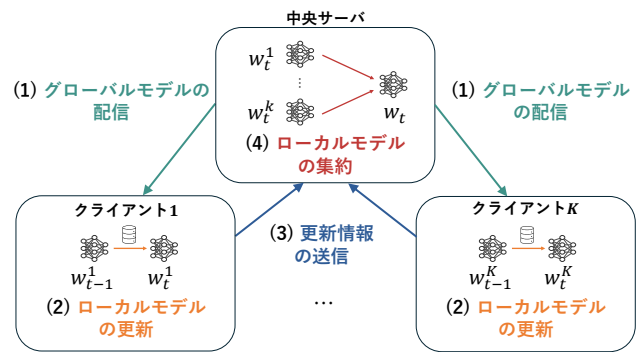 中央サーバ
w_t^1
⋮
w_t^k
w_t
(4) ローカルモデル
の集約
(1) グローバルモデルの
配信
(1) グローバルモデル
の配信
クライアント1
w_{t-1}^1
w_t^1
(2) ローカルモデル
の更新
(3) 更新情報
の送信
…
クライアントK
w_{t-1}^K
w_t^K
(2) ローカルモデル
の更新